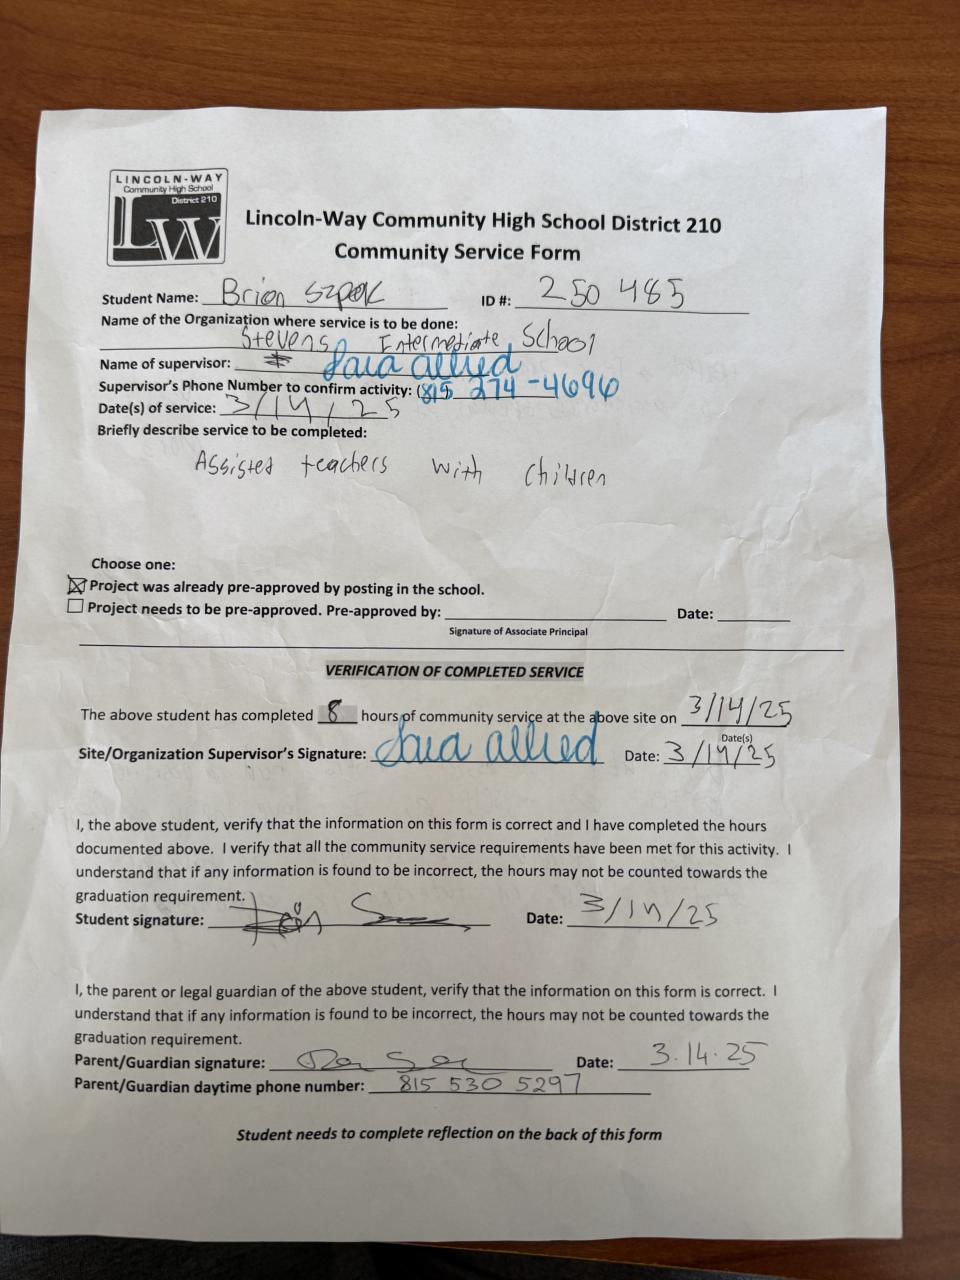 LINCOLN-WAY
Community High School
District 210
LW
Lincoln-Way Community High School District 210
Community Service Form
Student Name: Brian Szpak ID #: 250 485
Name of the Organization where service is to be done:
Stevens Intermediate School
Name of supervisor: allied
Supervisor's Phone Number to confirm activity: (815 274-4696
Date(s) of service: 3/14/25
Briefly describe service to be completed:
Assisted teachers with children
Choose one:
Project was already pre-approved by posting in the school.
Project needs to be pre-approved. Pre-approved by: Date:
Signature of Associate Principal
VERIFICATION OF COMPLETED SERVICE
The above student has completed 8 hours of community service at the above site on 3/14/25
Date(s)
Site/Organization Supervisor's Signature: allied Date: 3/14/25
I, the above student, verify that the information on this form is correct and I have completed the hours
documented above. I verify that all the community service requirements have been met for this activity. I
understand that if any information is found to be incorrect, the hours may not be counted towards the
graduation requirement.
Student signature: Date: 3/14/25
I, the parent or legal guardian of the above student, verify that the information on this form is correct. I
understand that if any information is found to be incorrect, the hours may not be counted towards the
graduation requirement.
Parent/Guardian signature: Date: 3.14.25
Parent/Guardian daytime phone number: 815 530 5297
Student needs to complete reflection on the back of this form